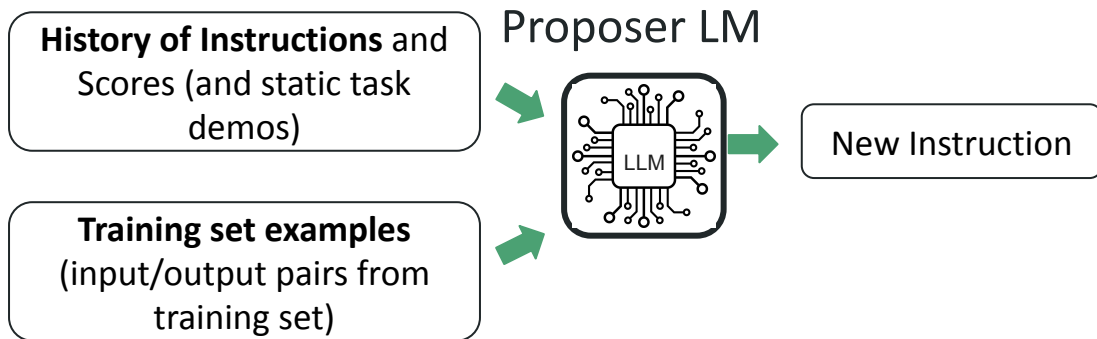 History of Instructions and
Scores (and static task
demos)
Training set examples
(input/output pairs from
training set)
Proposer LM
LLM
New Instruction